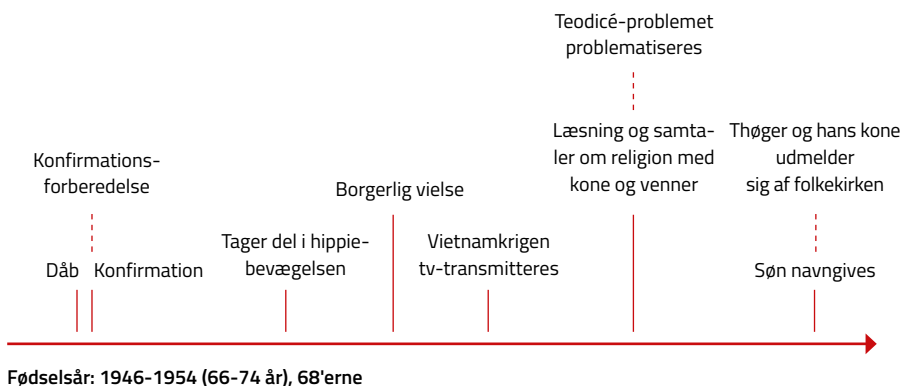 Teodicé-problemet
problematiseres
Læsning og samta-
ler om religion med
kone og venner
Thøger og hans kone
udmelder
sig af folkekirken
Konfirmations-
forberedelse
Borgerlig vielse
Tager del i hippie-
bevægelsen
Vietnamkrigen
tv-transmitteres
Dåb
Konfirmation
Søn navngives
Fødselsår: 1946-1954 (66-74 år), 68'erne